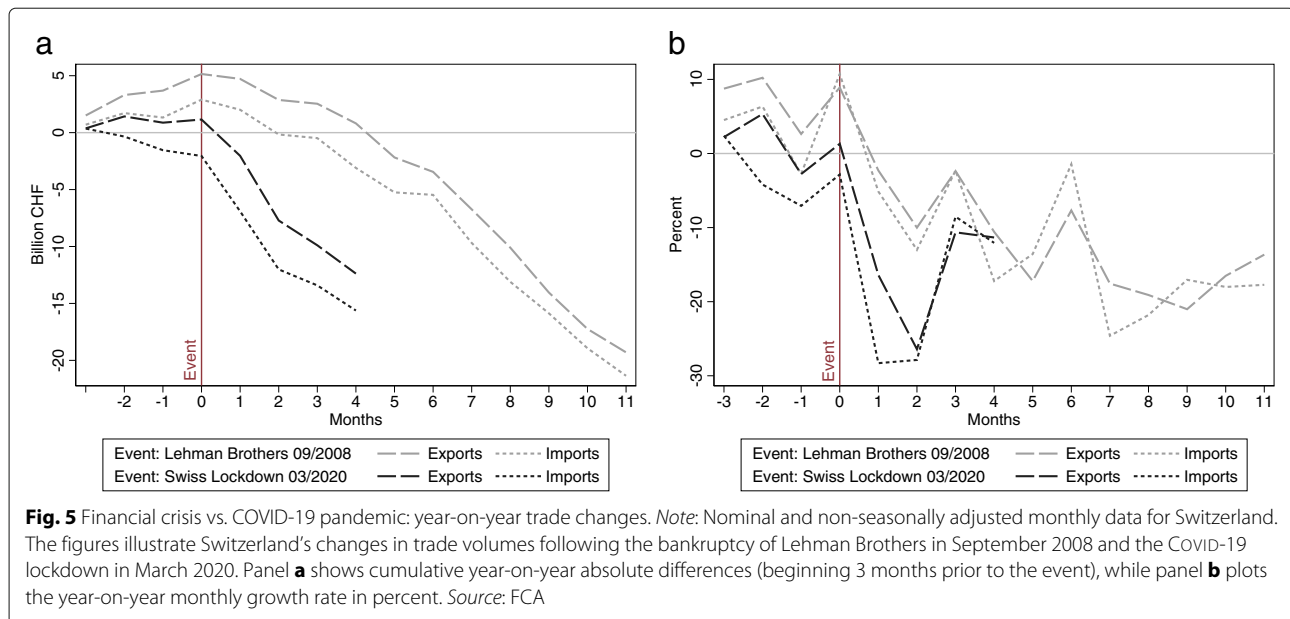 a
b
5
0
-5
-10
-15
-20
Billion CHF
Event
-2 -1 0 1 2 3 4 5 6 7 8 9 10 11
Months
10
0
-10
-20
-30
Percent
Event
-3 -2 -1 0 1 2 3 4 5 6 7 8 9 10 11
Months
Event: Lehman Brothers 09/2008 Exports Imports
Event: Swiss Lockdown 03/2020 Exports Imports
Event: Lehman Brothers 09/2008 Exports Imports
Event: Swiss Lockdown 03/2020 Exports Imports
Fig. 5 Financial crisis vs. COVID-19 pandemic: year-on-year trade changes. Note: Nominal and non-seasonally adjusted monthly data for Switzerland.
The figures illustrate Switzerland's changes in trade volumes following the bankruptcy of Lehman Brothers in September 2008 and the COVID-19
lockdown in March 2020. Panel a shows cumulative year-on-year absolute differences (beginning 3 months prior to the event), while panel b plots
the year-on-year monthly growth rate in percent. Source: FCA